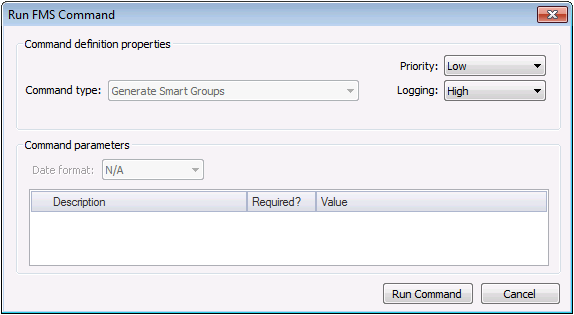 Run FMS Command
Command definition properties
Priority: Low
Command type: Generate Smart Groups
Logging: High
Command parameters
Date format: N/A
Description Required? Value
Run Command Cancel